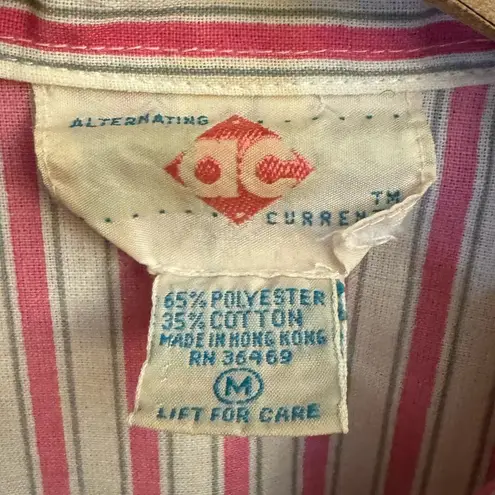 ALTERNATING
ac
TM
CURRENT
65% POLYESTER
35% COTTON
MADE IN HONG KONG
RN 36469
M
LIFT FOR CARE